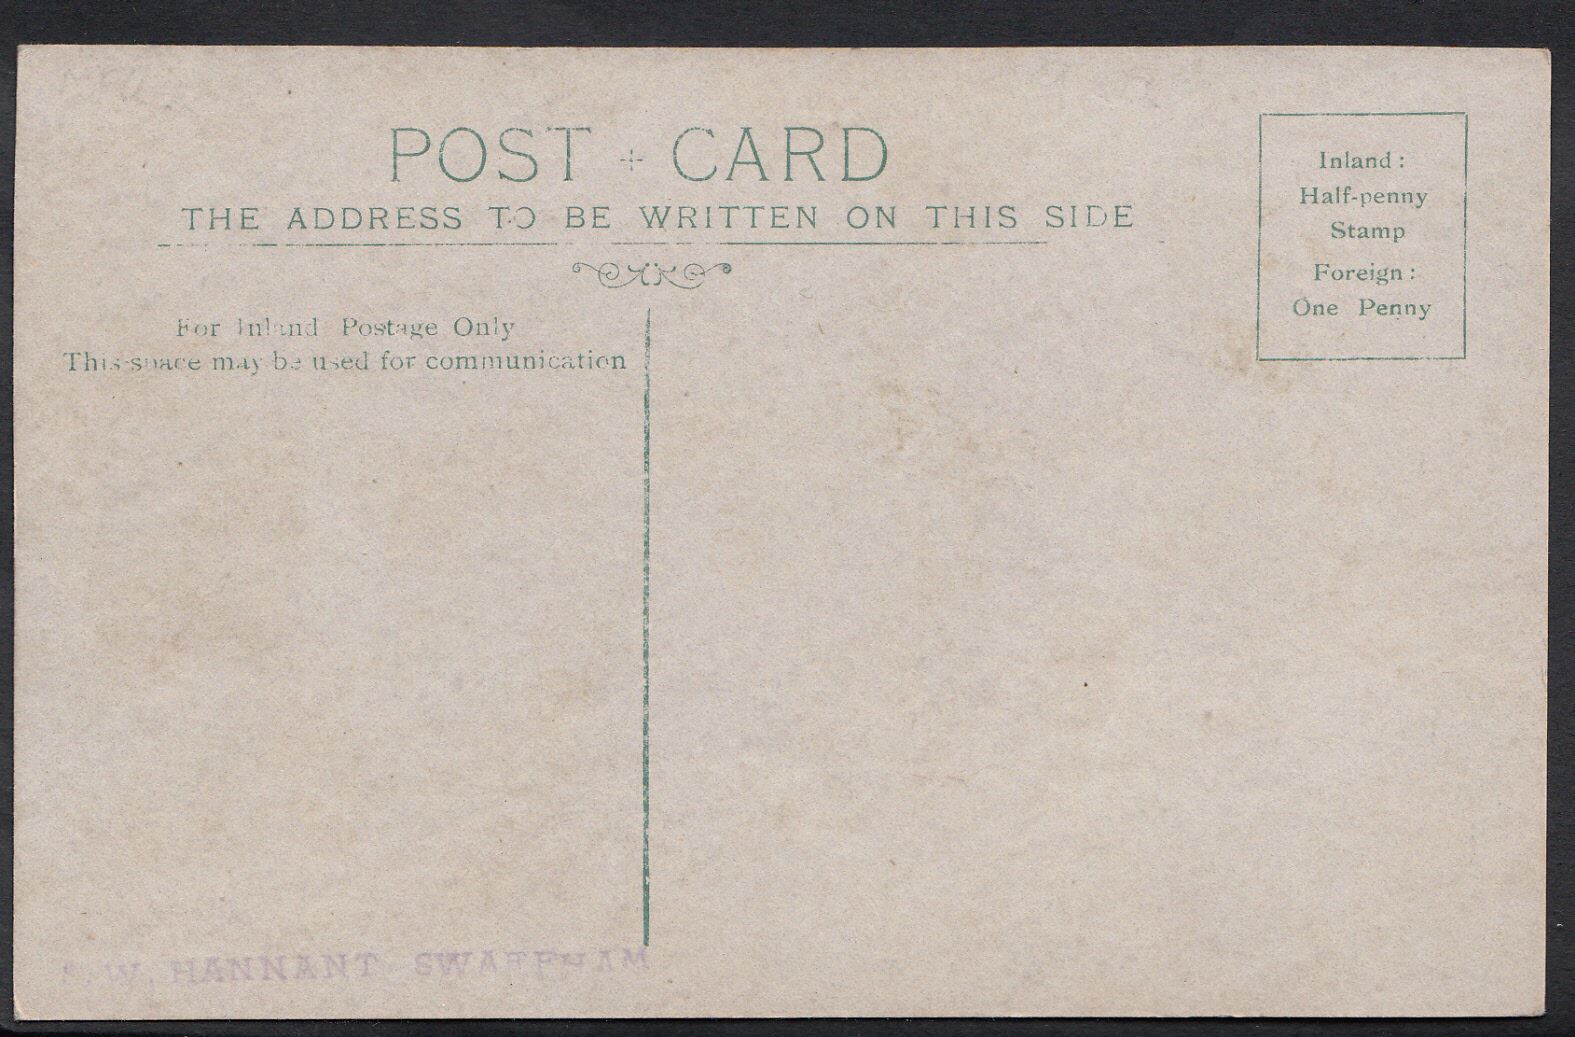 POST CARD
THE ADDRESS TO BE WRITTEN ON THIS SIDE
For Inland Postage Only
This space may be used for communication
Inland :
Half-penny
Stamp
Foreign :
One Penny
W. HANNANT SWAFFHAM